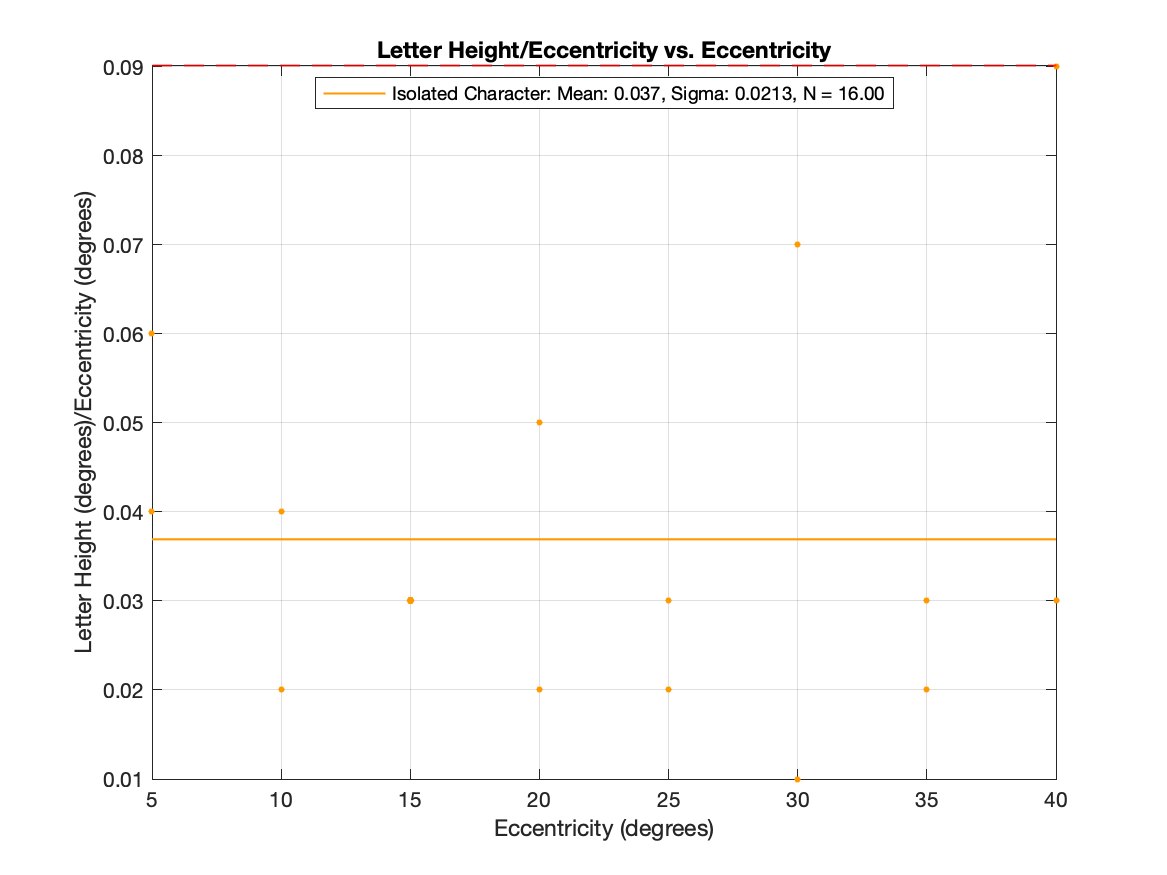 Letter Height/Eccentricity vs. Eccentricity
0.09
Isolated Character: Mean: 0.037, Sigma: 0.0213, N = 16.00
0.08
0.07
0.06
0.05
0.04
0.03
0.02
0.01
Letter Height (degrees)/Eccentricity (degrees)
5 10 15 20 25 30 35 40
Eccentricity (degrees)